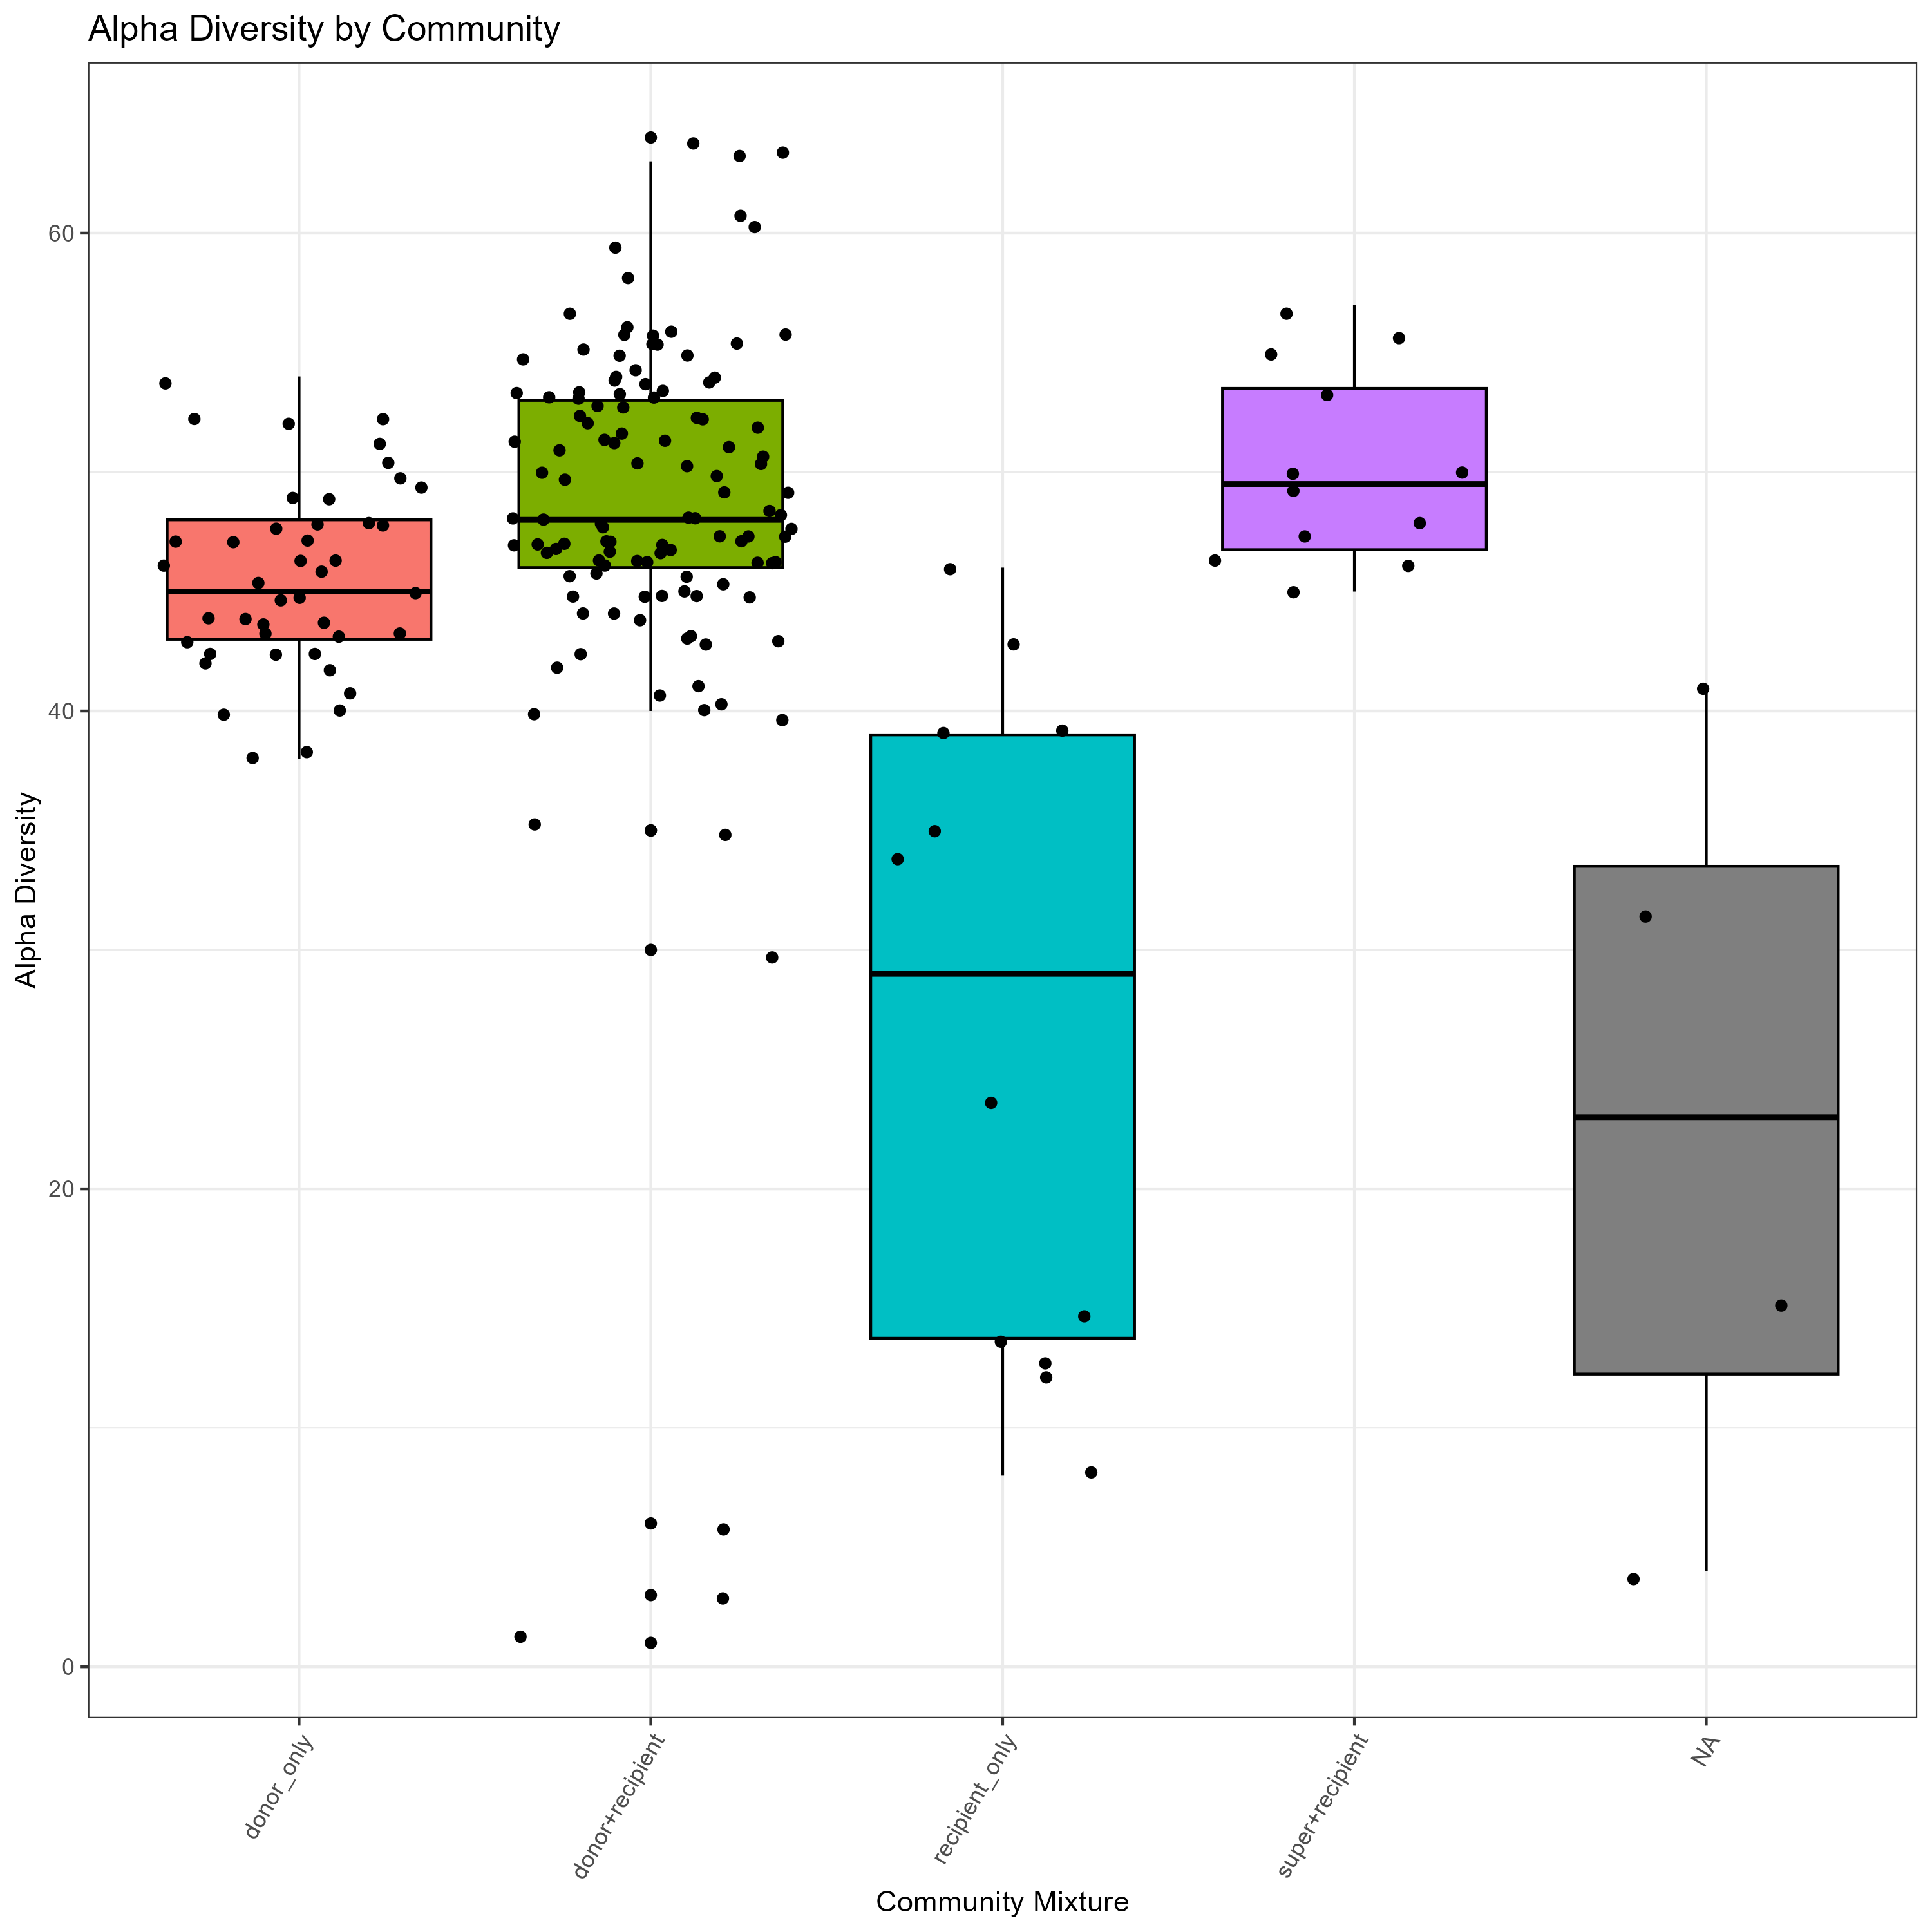 Alpha Diversity by Community
Alpha Diversity
60
40
20
0
donor_only
donor+recipient
recipient_only
super+recipient
NA
Community Mixture